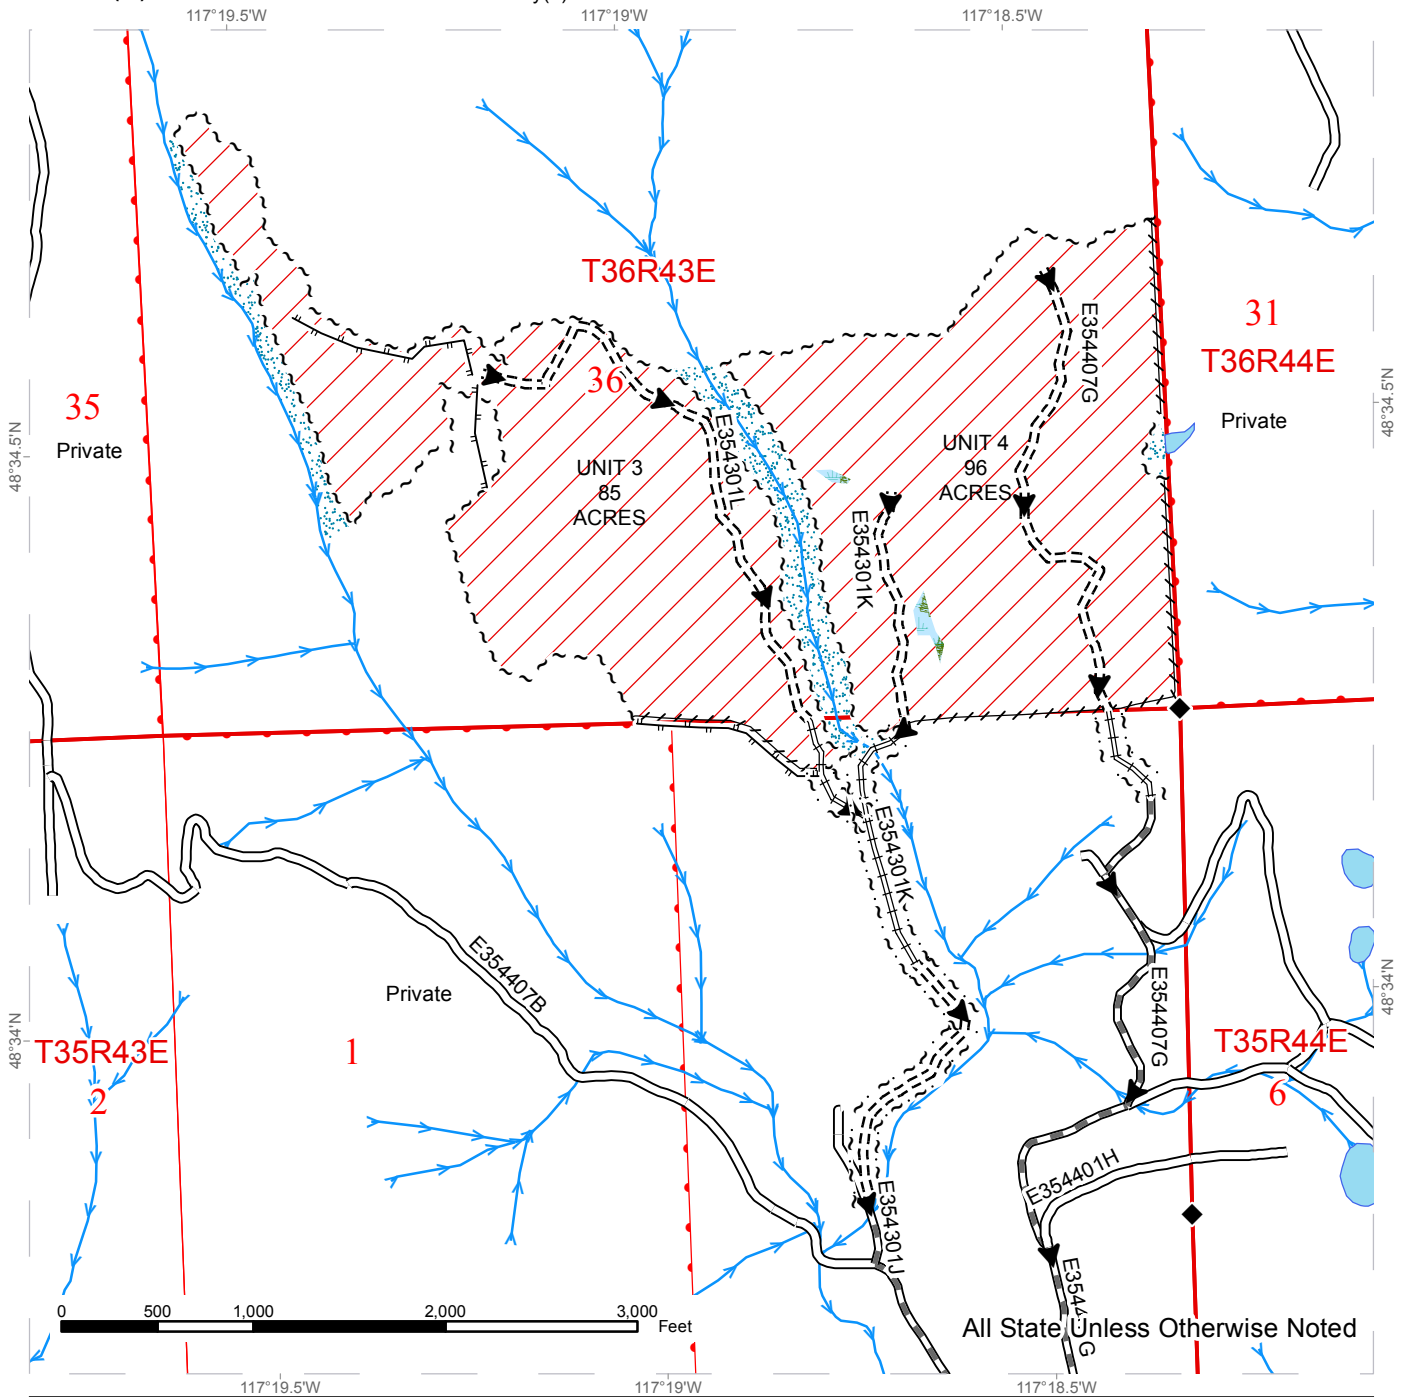 117°19.5'W
117°19'W
117°18.5'W
T36R43E
31
T36R44E
E354407G
36
35
Private
Private
48°34.5'N
48°34.5'N
UNIT 3
85
ACRES
E354301L
UNIT 4
96
ACRES
E354301K
E354301K
E354407B
Private
E354407G
48°34'N
48°34'N
T35R43E
2
1
T35R44E
6
E354401H
E354301J
0
500
1,000
2,000
3,000
Feet
All State Unless Otherwise Noted
117°19.5'W
117°19'W
117°18.5'W